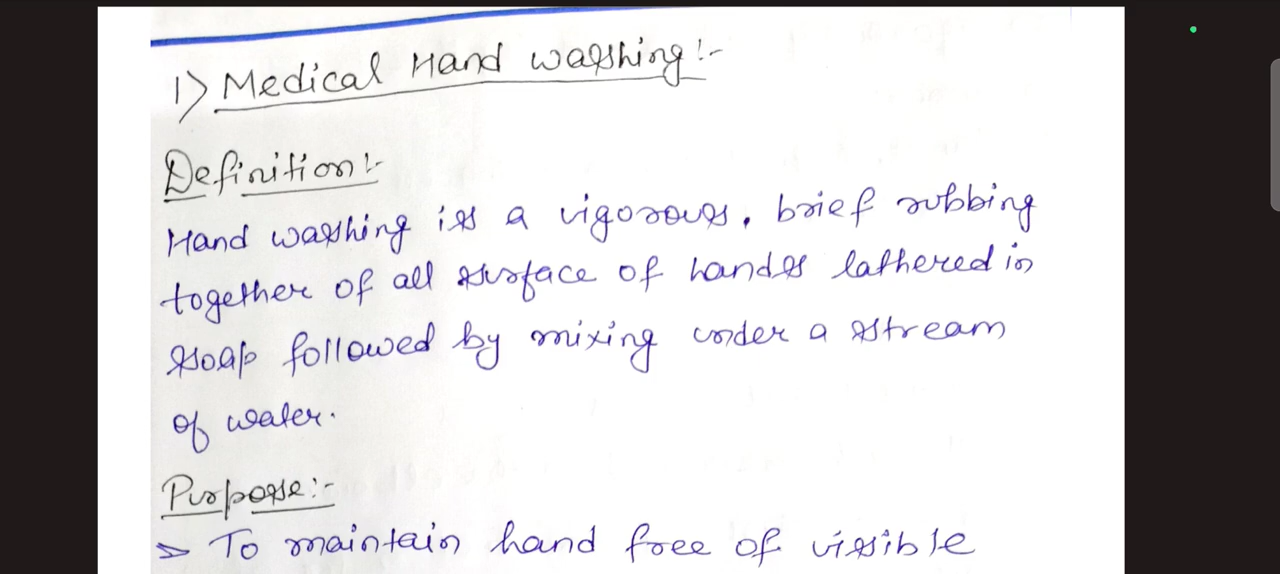 1) Medical Hand washing:-
Definition:-
Hand washing is a vigorous, brief rubbing
together of all surface of hands lathered in
soap followed by mixing under a stream
of water.
Purpose:-
> To maintain hand free of visible